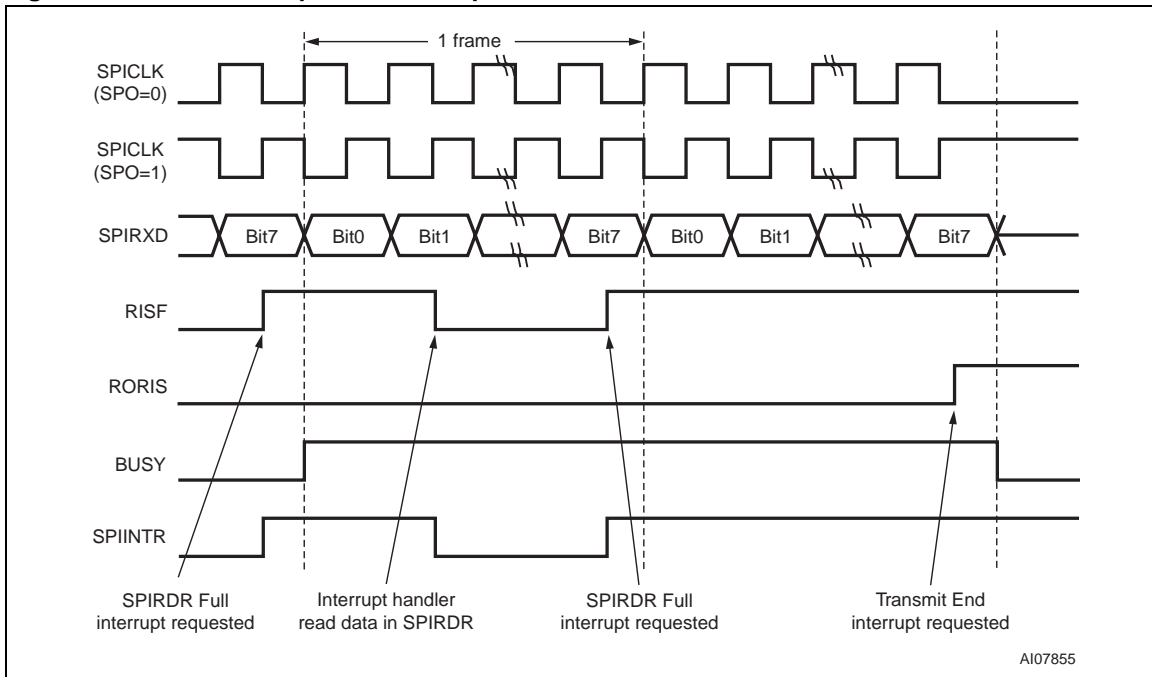 1 frame
SPICLK
(SPO=0)
SPICLK
(SPO=1)
SPIRXD
Bit7
Bit0
Bit1
Bit7
Bit0
Bit1
Bit7
RISF
RORIS
BUSY
SPIINTR
SPIRDR Full
interrupt requested
Interrupt handler
read data in SPIRDR
SPIRDR Full
interrupt requested
Transmit End
interrupt requested
AI07855